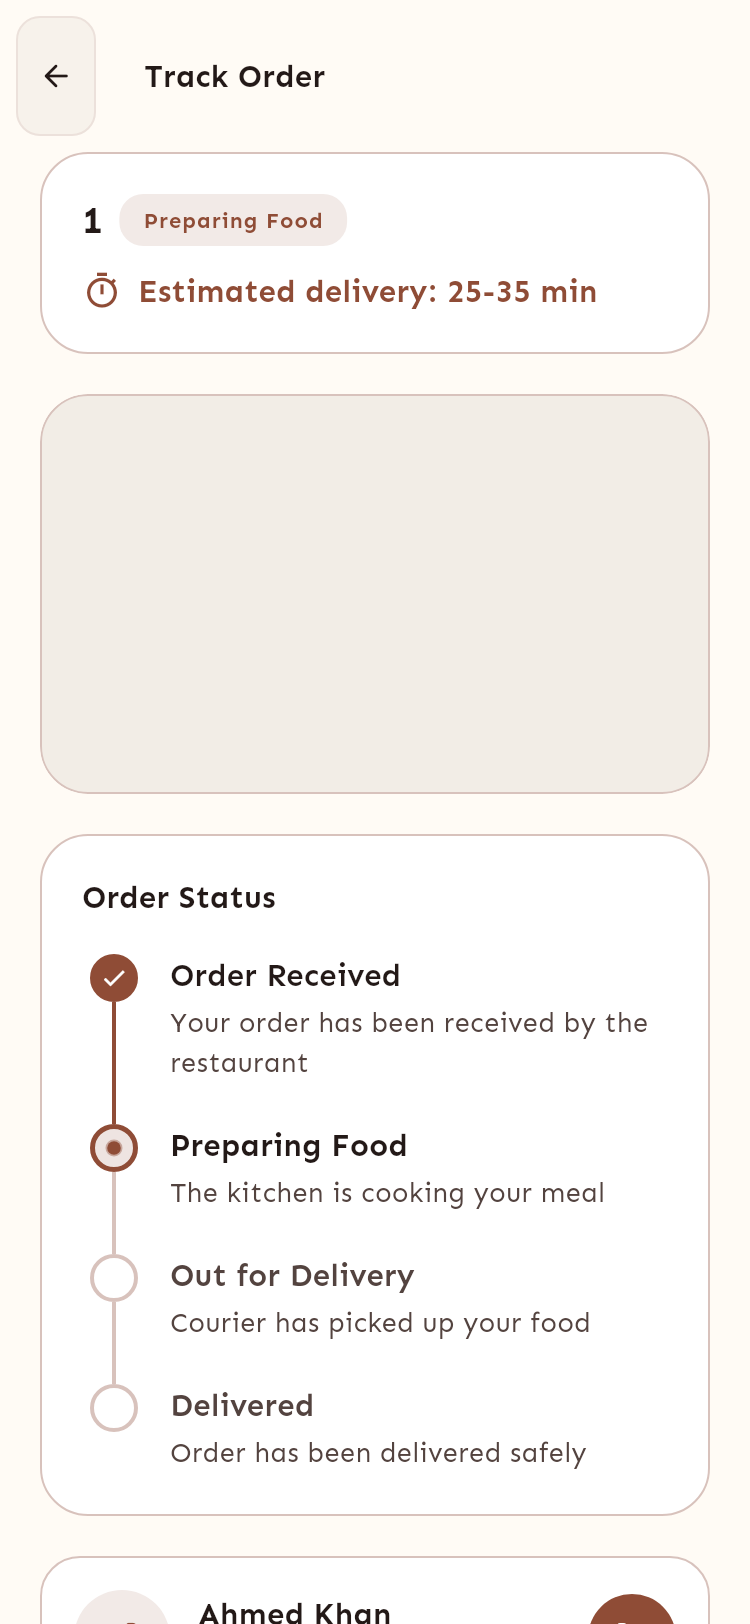 Track Order
1 Preparing Food
Estimated delivery: 25-35 min
Order Status
Order Received
Your order has been received by the
restaurant
Preparing Food
The kitchen is cooking your meal
Out for Delivery
Courier has picked up your food
Delivered
Order has been delivered safely
Ahmed Khan